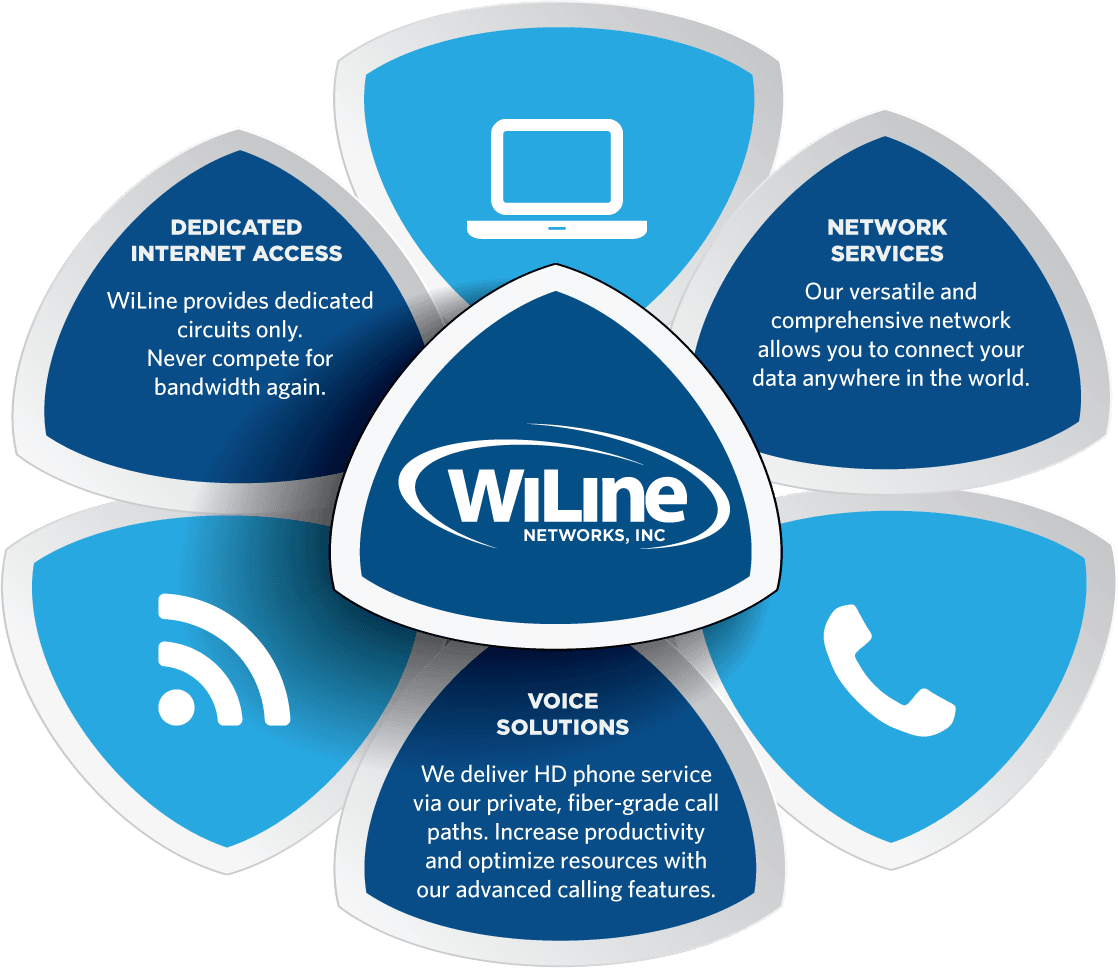 DEDICATED
INTERNET ACCESS
WiLine provides dedicated
circuits only.
Never compete for
bandwidth again.
NETWORK
SERVICES
Our versatile and
comprehensive network
allows you to connect your
data anywhere in the world.
WiLine
NETWORKS, INC
VOICE
SOLUTIONS
We deliver HD phone service
via our private, fiber-grade call
paths. Increase productivity
and optimize resources with
our advanced calling features.